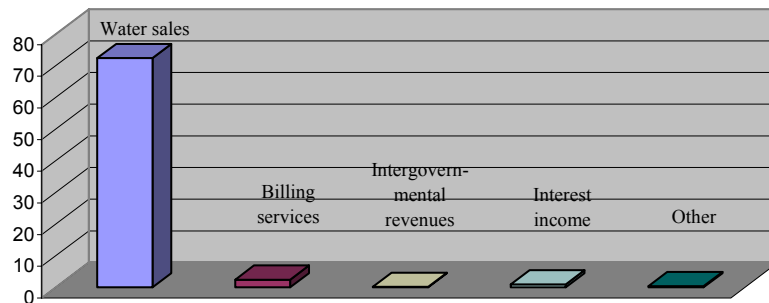 Water sales
80
70
60
50
40
30
20
10
0
Billing
services
Intergovern-
mental
revenues
Interest
income
Other